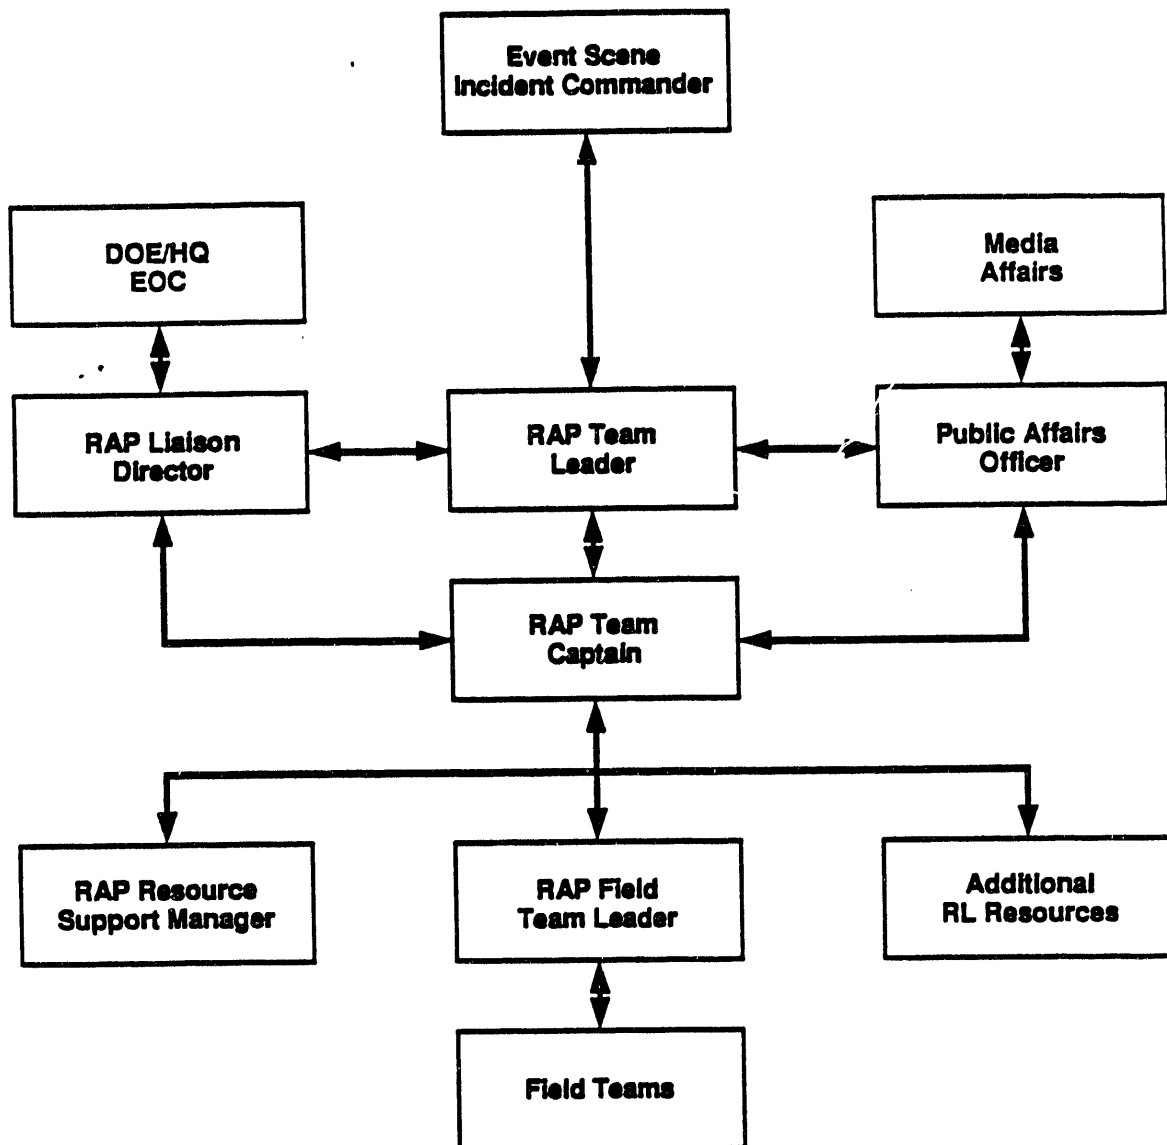 Event Scene
Incident Commander
DOE/HQ
EOC
Media
Affairs
RAP Liaison
Director
RAP Team
Leader
Public Affairs
Officer
RAP Team
Captain
RAP Resource
Support Manager
RAP Field
Team Leader
Additional
RL Resources
Field Teams